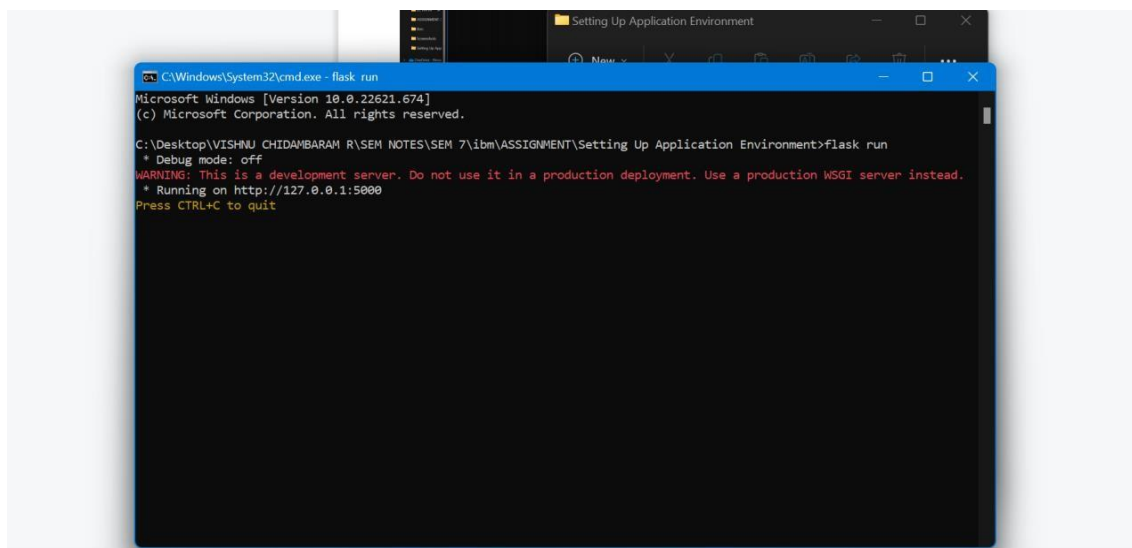 Setting Up Application Environment
New
C:\Windows\System32\cmd.exe - flask run
Microsoft Windows [Version 10.0.22621.674]
(c) Microsoft Corporation. All rights reserved.
C:\Desktop\VISHNU CHIDAMBARAM R\SEM NOTES\SEM 7\ibm\ASSIGNMENT\Setting Up Application Environment>flask run
* Debug mode: off
WARNING: This is a development server. Do not use it in a production deployment. Use a production WSGI server instead.
* Running on http://127.0.0.1:5000
Press CTRL+C to quit